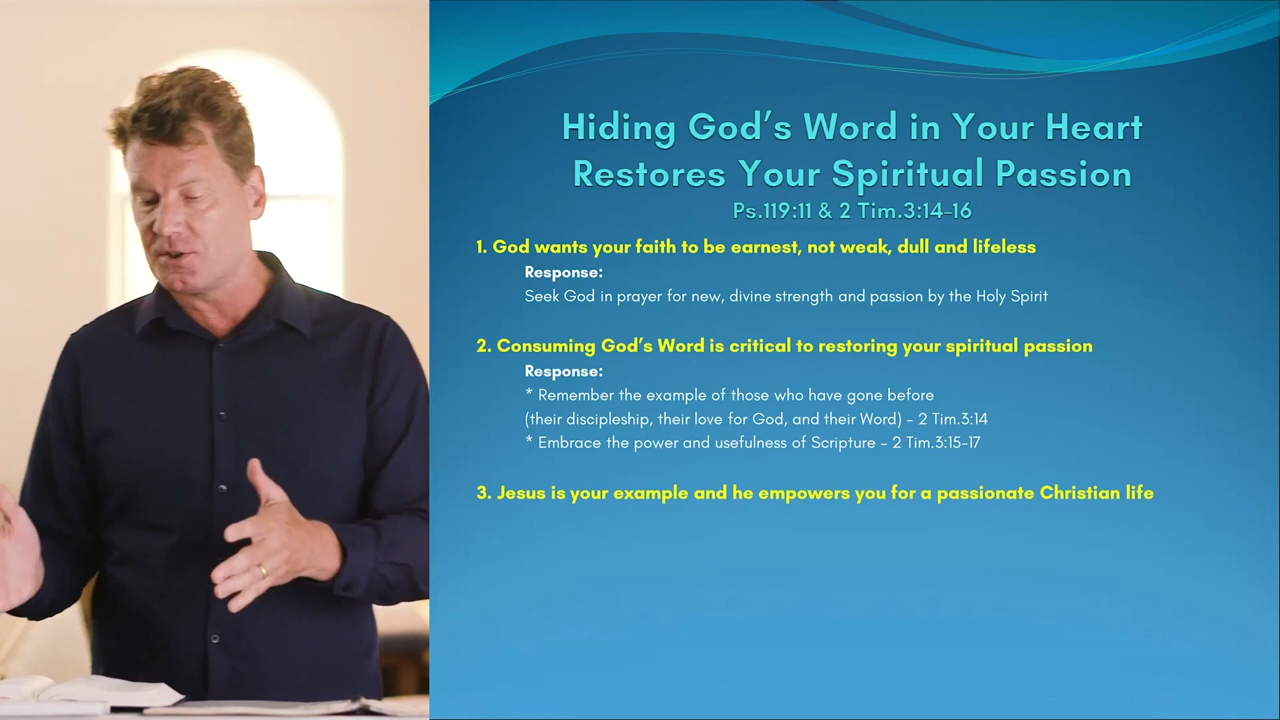 Hiding God's Word in Your Heart
Restores Your Spiritual Passion
Ps.119:11 & 2 Tim.3:14-16
1. God wants your faith to be earnest, not weak, dull and lifeless
Response:
Seek God in prayer for new, divine strength and passion by the Holy Spirit
2. Consuming God's Word is critical to restoring your spiritual passion
Response:
* Remember the example of those who have gone before
(their discipleship, their love for God, and their Word) - 2 Tim.3:14
* Embrace the power and usefulness of Scripture - 2 Tim.3:15-17
3. Jesus is your example and he empowers you for a passionate Christian life